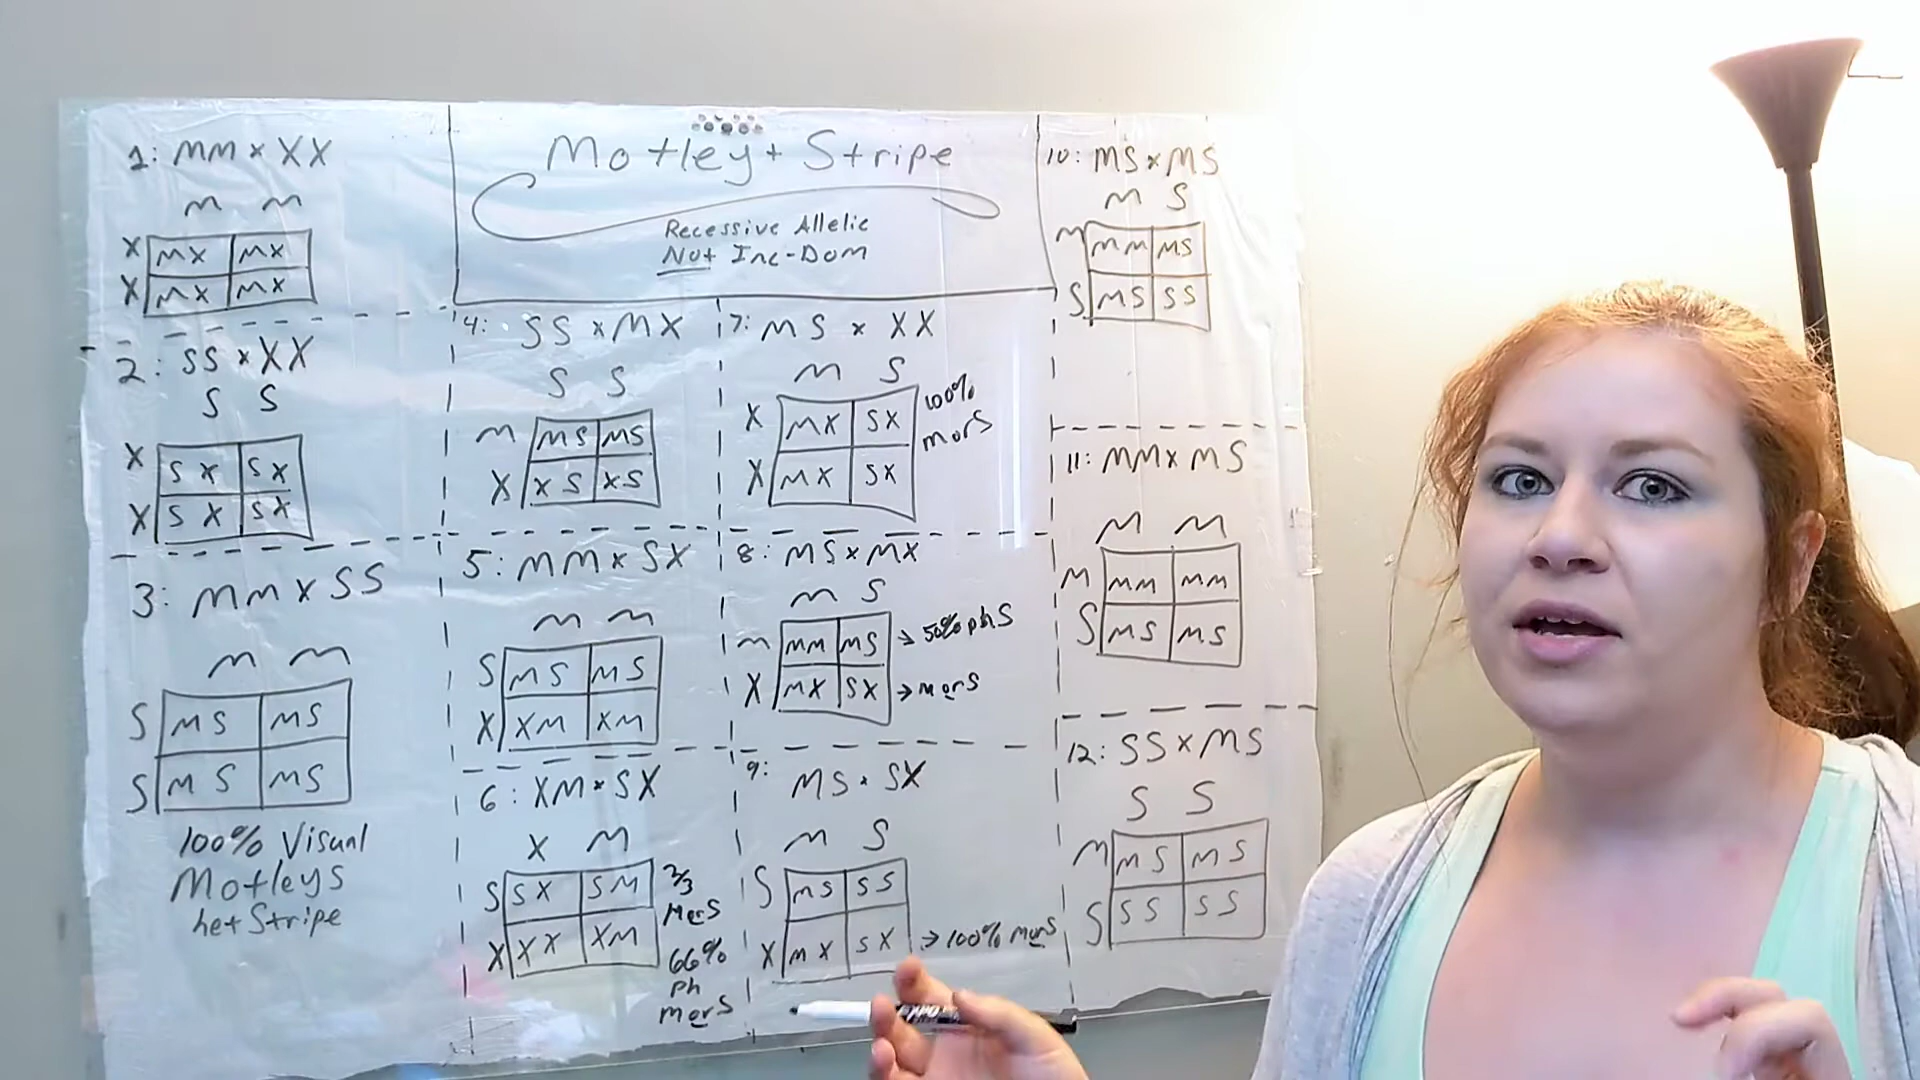 Motley + Stripe
Recessive Allelic
Not Inc-Dom
1: MM x XX
M M
X MX MX
X MX MX
2: SS x XX
S S
X SX SX
X SX SX
3: MM x SS
M M
S MS MS
S MS MS
100% Visual
Motleys
het Stripe
4: SS x MX
S S
M MS MS
X XS XS
5: MM x SX
M M
S MS MS
X XM XM
6: XM x SX
X M
S SX SM
X XX XM
2/3
MorS
66%
ph
MorS
7: MS x XX
M S
X MX SX
X MX SX
100%
MorS
8: MS x MX
M S
M MM MS → 50% ph S
X MX SX → MorS
9:
MS x SX
M S
S MS SS
X MX SX → 100% MorS
10: MS x MS
M S
M MM MS
S MS SS
11: MM x MS
M M
M MM MM
S MS MS
12: SS x MS
S S
M MS MS
S SS SS